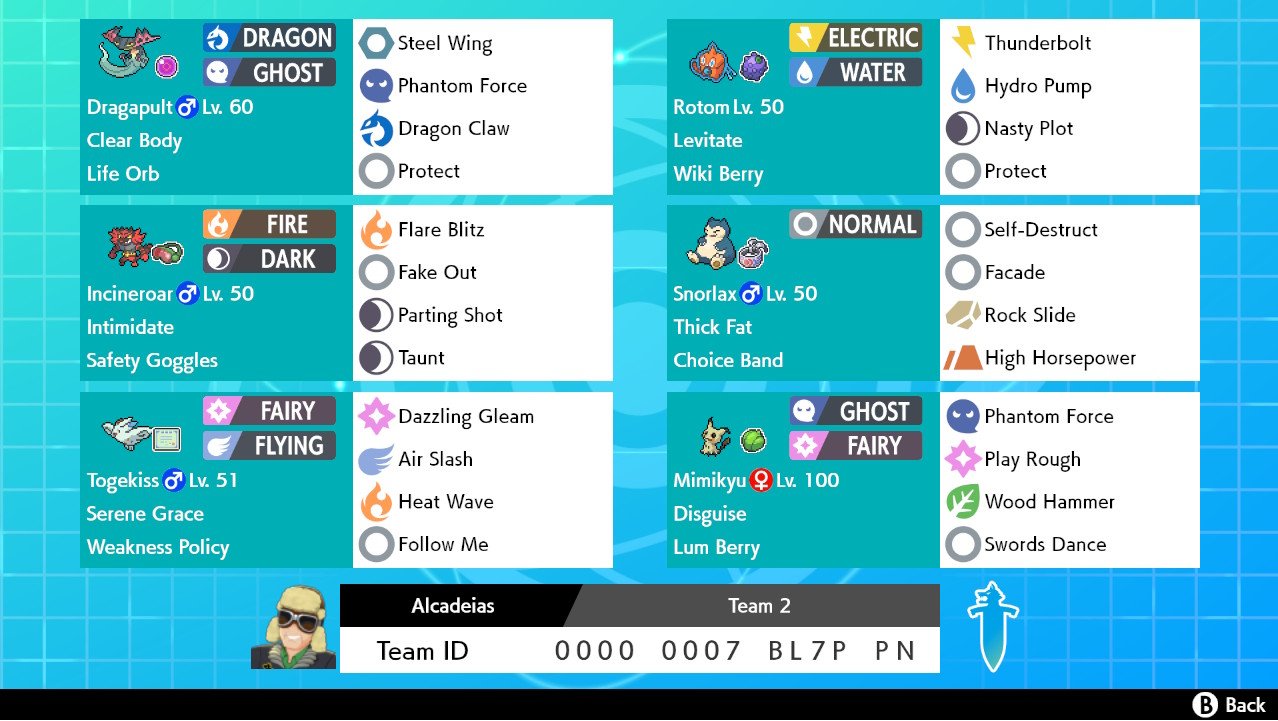 DRAGON
GHOST
Dragapult♂ Lv. 60
Clear Body
Life Orb
Steel Wing
Phantom Force
Dragon Claw
Protect
ELECTRIC
WATER
Rotom Lv. 50
Levitate
Wiki Berry
Thunderbolt
Hydro Pump
Nasty Plot
Protect
FIRE
DARK
Incineroar♂ Lv. 50
Intimidate
Safety Goggles
Flare Blitz
Fake Out
Parting Shot
Taunt
NORMAL
Snorlax♂ Lv. 50
Thick Fat
Choice Band
Self-Destruct
Facade
Rock Slide
High Horsepower
FAIRY
FLYING
Togekiss♂ Lv. 51
Serene Grace
Weakness Policy
Dazzling Gleam
Air Slash
Heat Wave
Follow Me
GHOST
FAIRY
Mimikyu♀ Lv. 100
Disguise
Lum Berry
Phantom Force
Play Rough
Wood Hammer
Swords Dance
Alcadeias Team 2
Team ID 0000 0007 BL7P PN
B Back